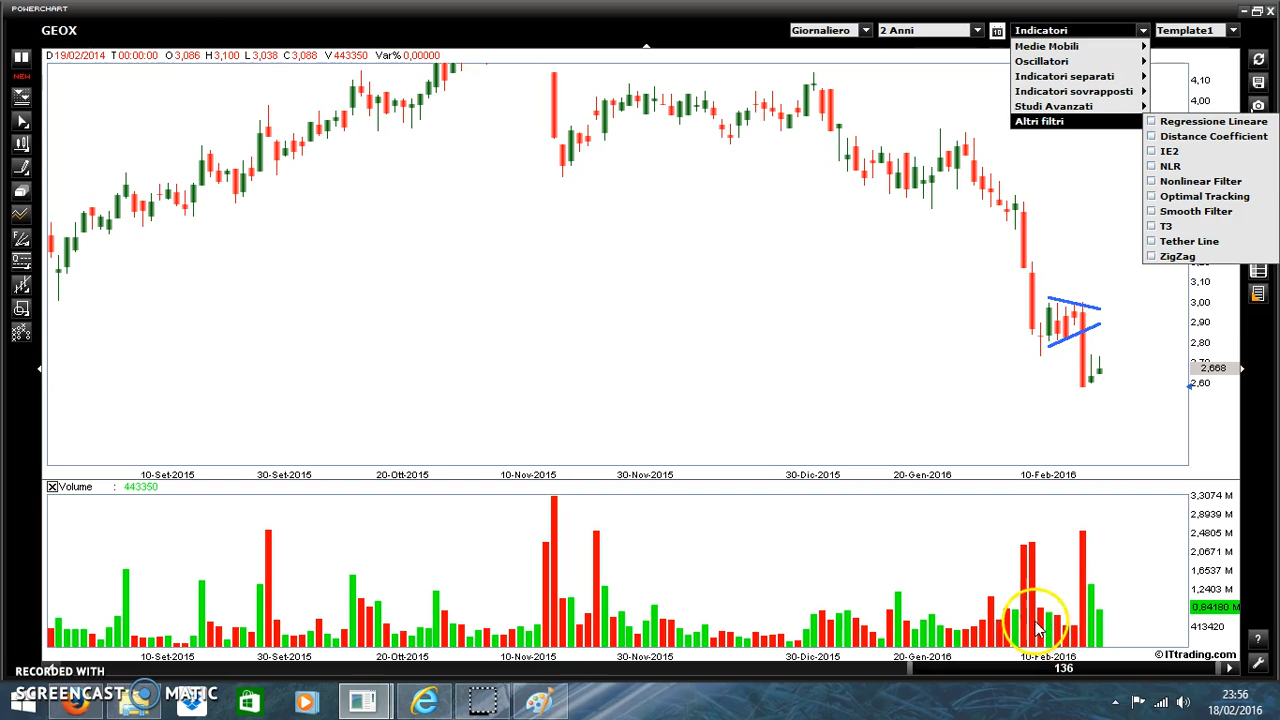 POWERCHART
GEOX
Giornaliero
2 Anni
Indicatori
Template1
D 19/02/2014 T 00:00:00 O 3,086 H 3,100 L 3,038 C 3,088 V 443350 Var% 0,00000
NEW
Medie Mobili
Oscillatori
Indicatori separati
Indicatori sovrapposti
Studi Avanzati
Altri filtri
Regressione Lineare
Distance Coefficient
IE2
NLR
Nonlinear Filter
Optimal Tracking
Smooth Filter
T3
Tether Line
ZigZag
4,10
4,00
3,10
3,00
2,90
2,80
2,668
2,60
10-Set-2015 30-Set-2015 20-Ott-2015 10-Nov-2015 30-Nov-2015 30-Dic-2015 20-Gen-2016 10-Feb-2016
Volume : 443350
3,3074 M
2,8939 M
2,4805 M
2,0671 M
1,6537 M
1,2403 M
0,84180 M
413420
10-Set-2015 30-Set-2015 20-Ott-2015 10-Nov-2015 30-Nov-2015 30-Dic-2015 20-Gen-2016 10-Feb-2016
© ITtrading.com
136
RECORDED WITH
SCREENCAST MATIC
23:56
18/02/2016